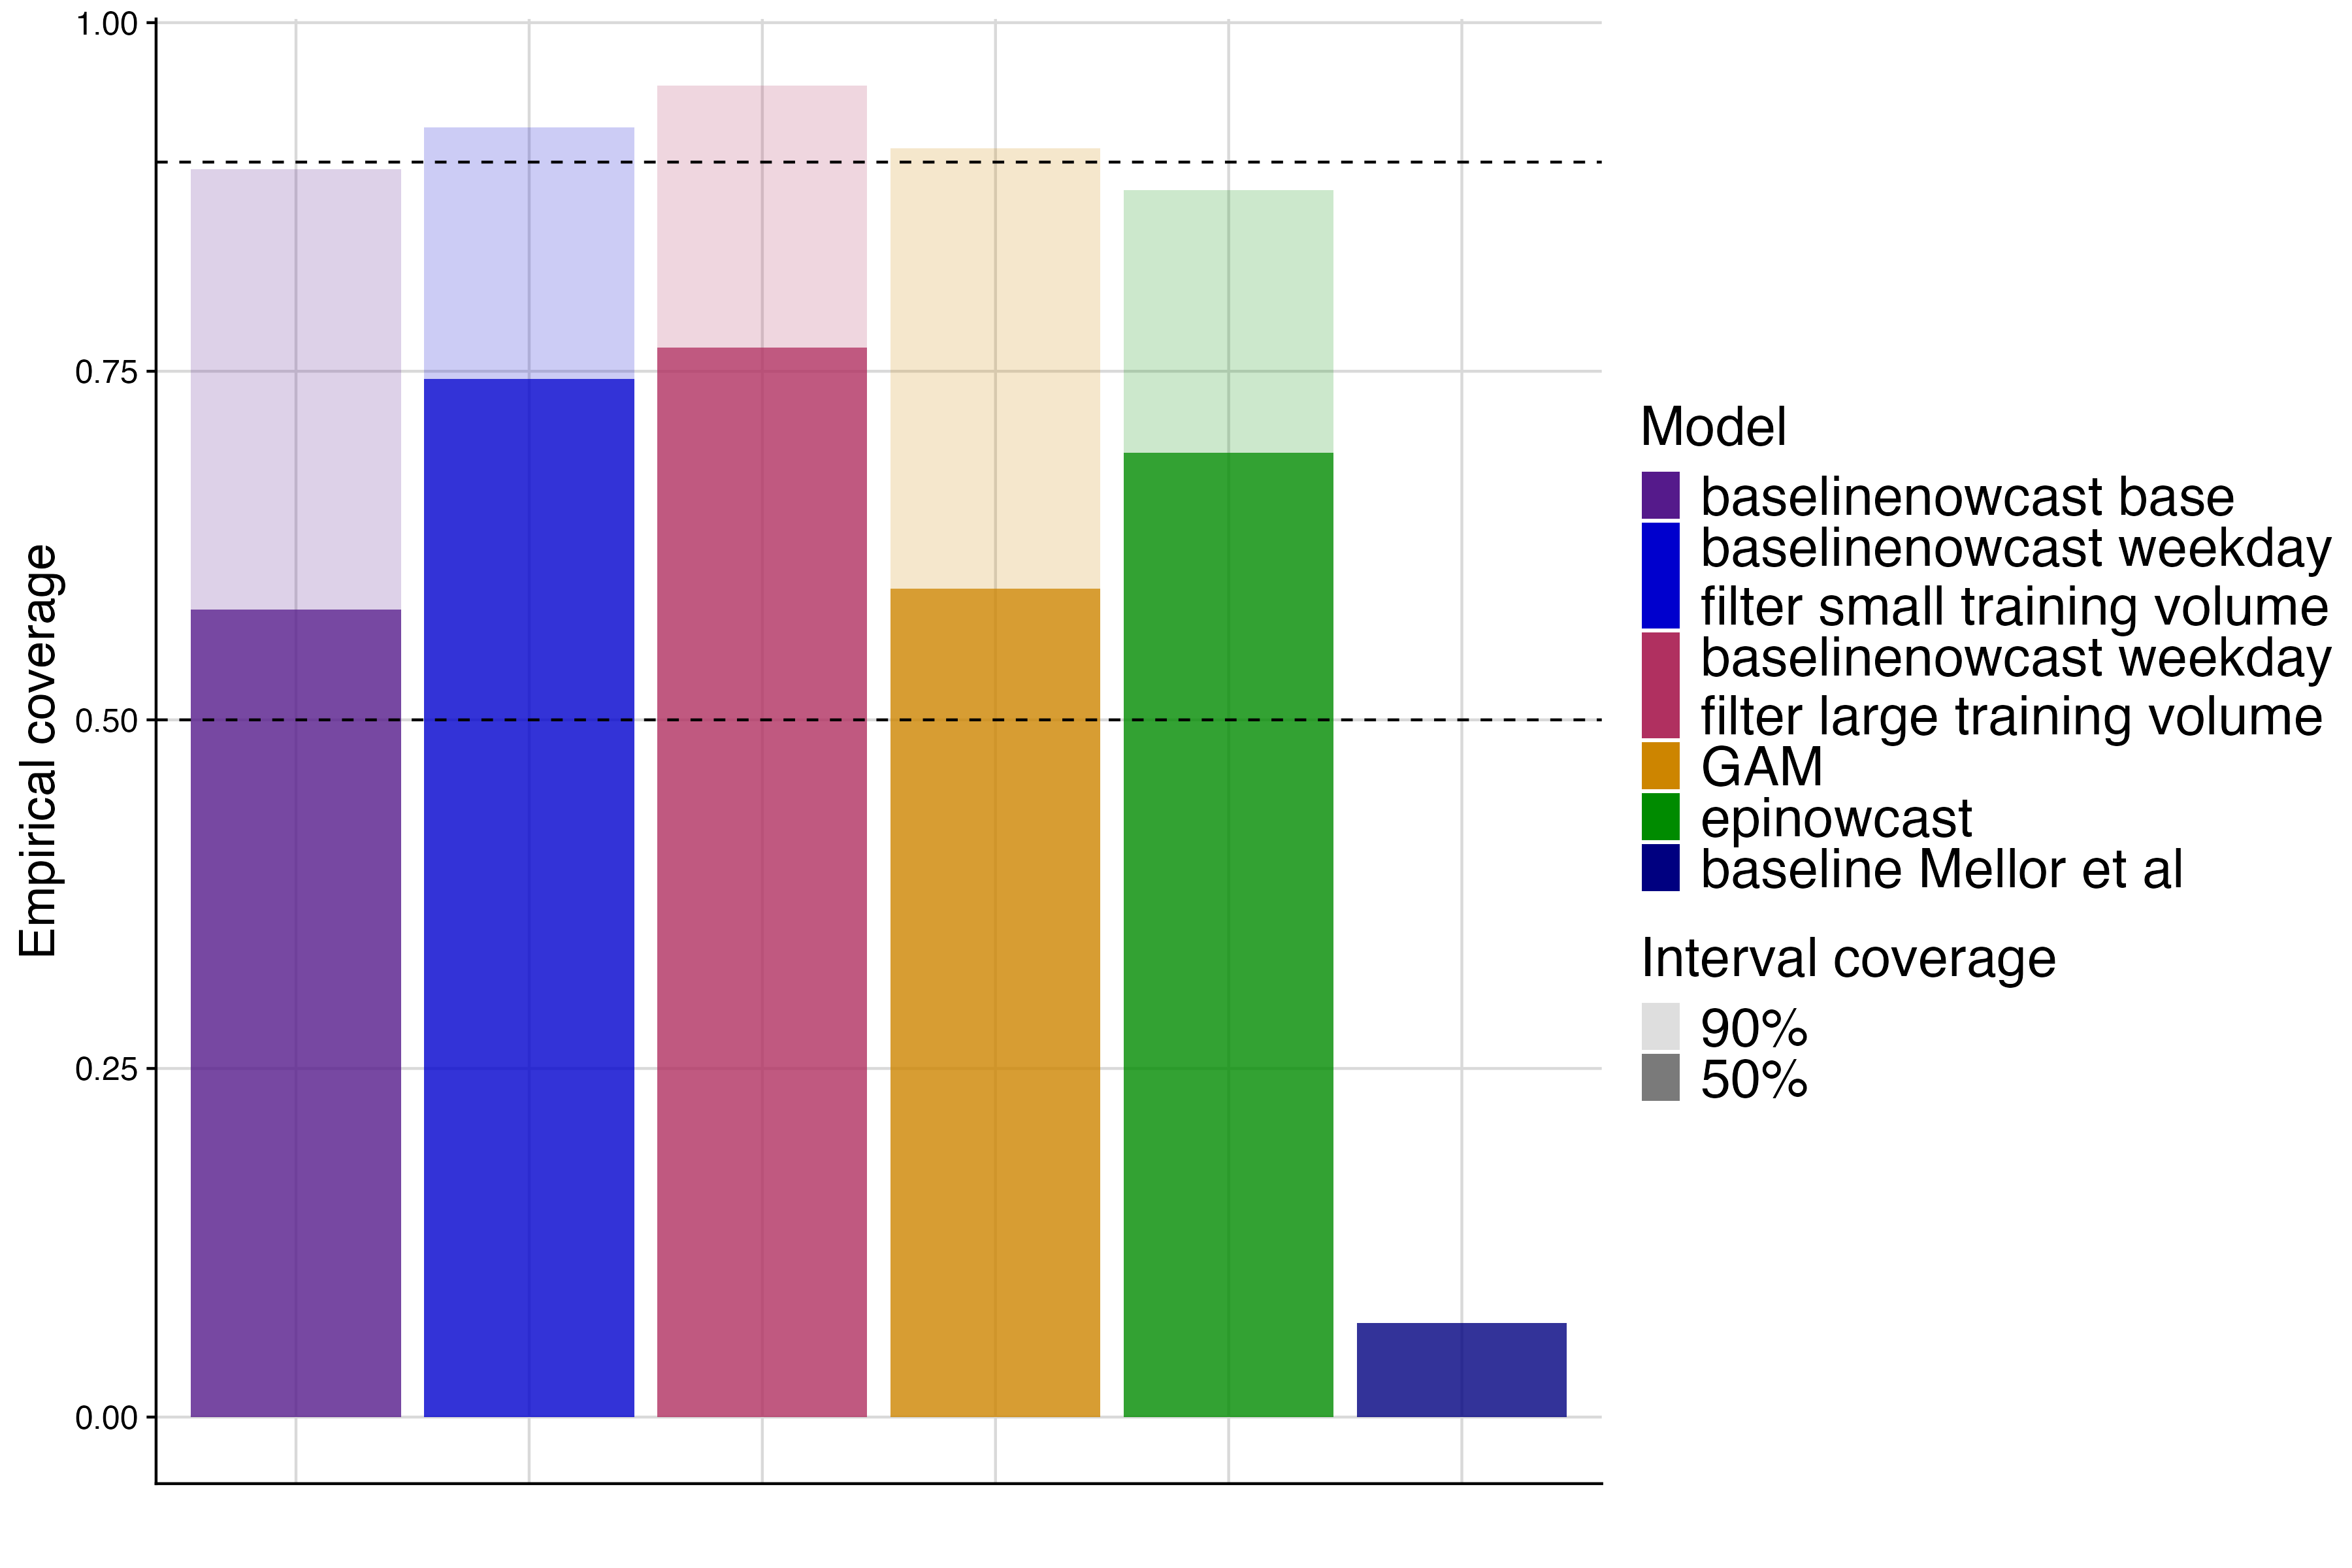 1.00
0.75
0.50
0.25
0.00
Empirical coverage
Model
baselinenowcast base
baselinenowcast weekday
filter small training volume
baselinenowcast weekday
filter large training volume
GAM
epinowcast
baseline Mellor et al
Interval coverage
90%
50%